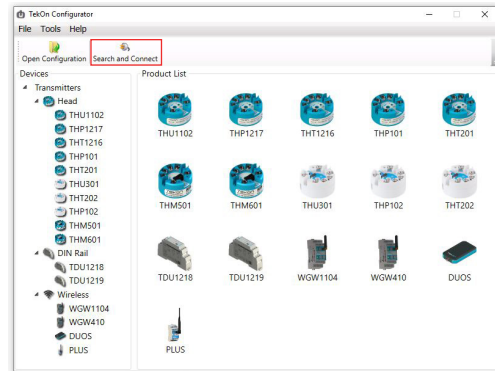 TekOn Configurator
File Tools Help
Open Configuration Search and Connect
Devices
Transmitters
Head
THU1102
THP1217
THT1216
THP101
THT201
THU301
THT202
THP102
THM501
THM601
DIN Rail
TDU1218
TDU1219
Wireless
WGW1104
WGW410
DUOS
PLUS
Product List
THU1102 THP1217 THT1216 THP101 THT201
THM501 THM601 THU301 THP102 THT202
TDU1218 TDU1219 WGW1104 WGW410 DUOS
PLUS